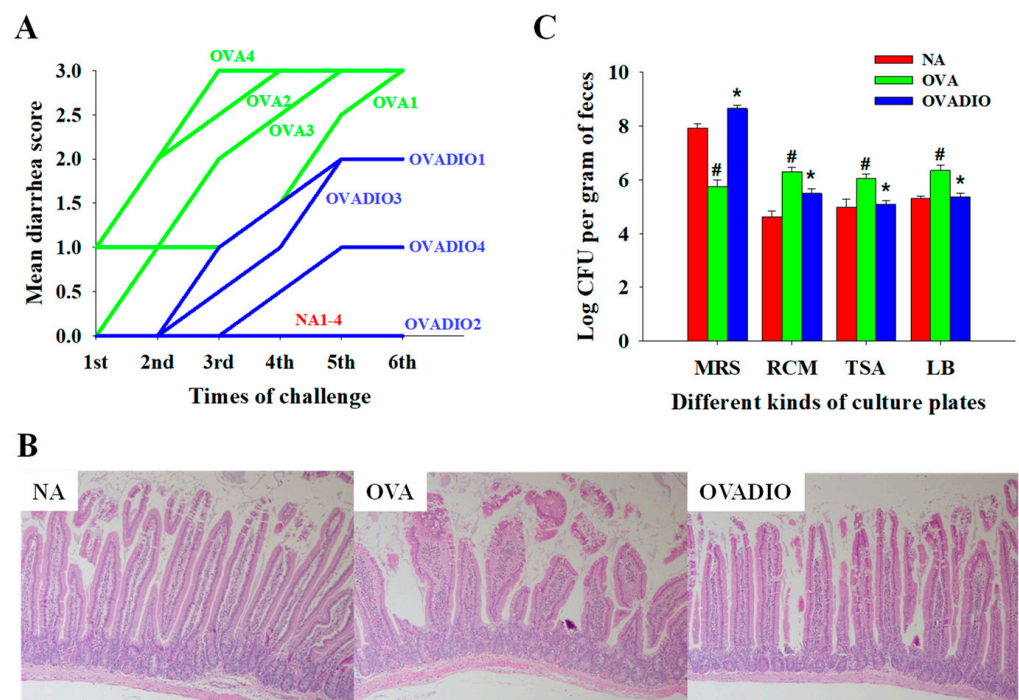 A
Mean diarrhea score
3.0
2.5
2.0
1.5
1.0
0.5
0.0
OVA4
OVA2
OVA3
OVA1
OVADIO1
OVADIO3
OVADIO4
NA1-4
OVADIO2
1st 2nd 3rd 4th 5th 6th
Times of challenge
C
Log CFU per gram of feces
10
8
6
4
2
0
NA
OVA
OVADIO
*
#
#
*
#
*
#
*
MRS RCM TSA LB
Different kinds of culture plates
B
NA
OVA
OVADIO